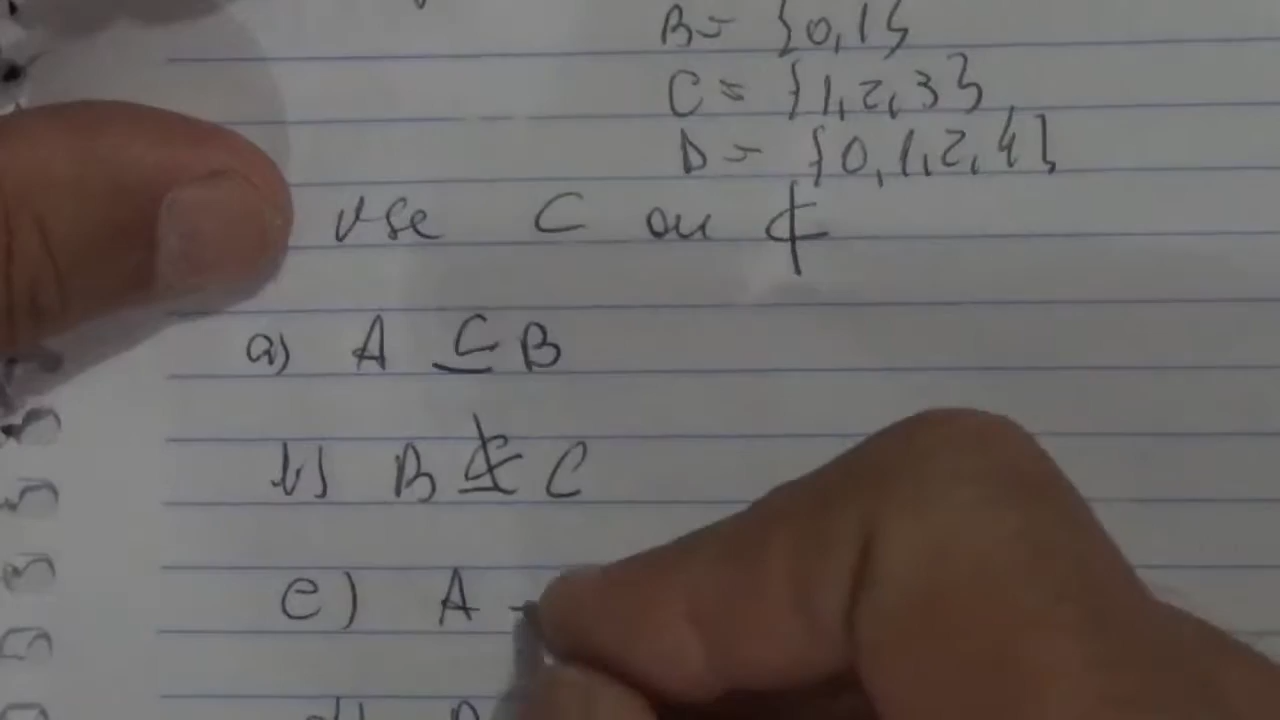 B = {0,1}
C = {1,2,3}
D = {0,1,2,4}
use ⊂ ou ⊄
a) A ⊂ B
b) B ⊄ C
c) A
d)